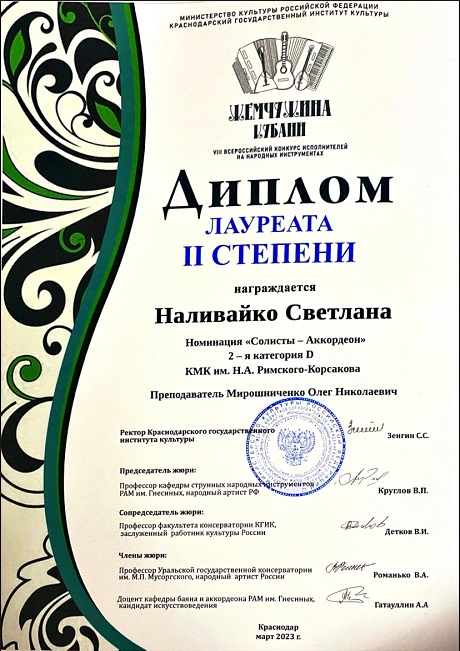 МИНИСТЕРСТВО КУЛЬТУРЫ РОССИЙСКОЙ ФЕДЕРАЦИИ
КРАСНОДАРСКИЙ ГОСУДАРСТВЕННЫЙ ИНСТИТУТ КУЛЬТУРЫ
ЖЕМЧУЖИНА
КУБАНИ
VIII ВСЕРОССИЙСКИЙ КОНКУРС ИСПОЛНИТЕЛЕЙ
НА НАРОДНЫХ ИНСТРУМЕНТАХ
ДИПЛОМ
ЛАУРЕАТА
II СТЕПЕНИ
награждается
Наливайко Светлана
Номинация «Солисты – Аккордеон»
2 – я категория D
КМК им. Н.А. Римского-Корсакова
Преподаватель Мирошниченко Олег Николаевич
Ректор Краснодарского государственного
института культуры
Зенгин С.С.
Председатель жюри:
Профессор кафедры струнных народных инструментов
РАМ им. Гнесиных, народный артист РФ
Круглов В.П.
Сопредседатель жюри:
Профессор факультета консерватории КГИК,
заслуженный работник культуры России
Детков В.И.
Члены жюри:
Профессор Уральской государственной консерватории
им. М.П. Мусоргского, народный артист России
Романько В.А.
Доцент кафедры баяна и аккордеона РАМ им. Гнесиных,
кандидат искусствоведения
Гатауллин А.А
Краснодар
март 2023 г.